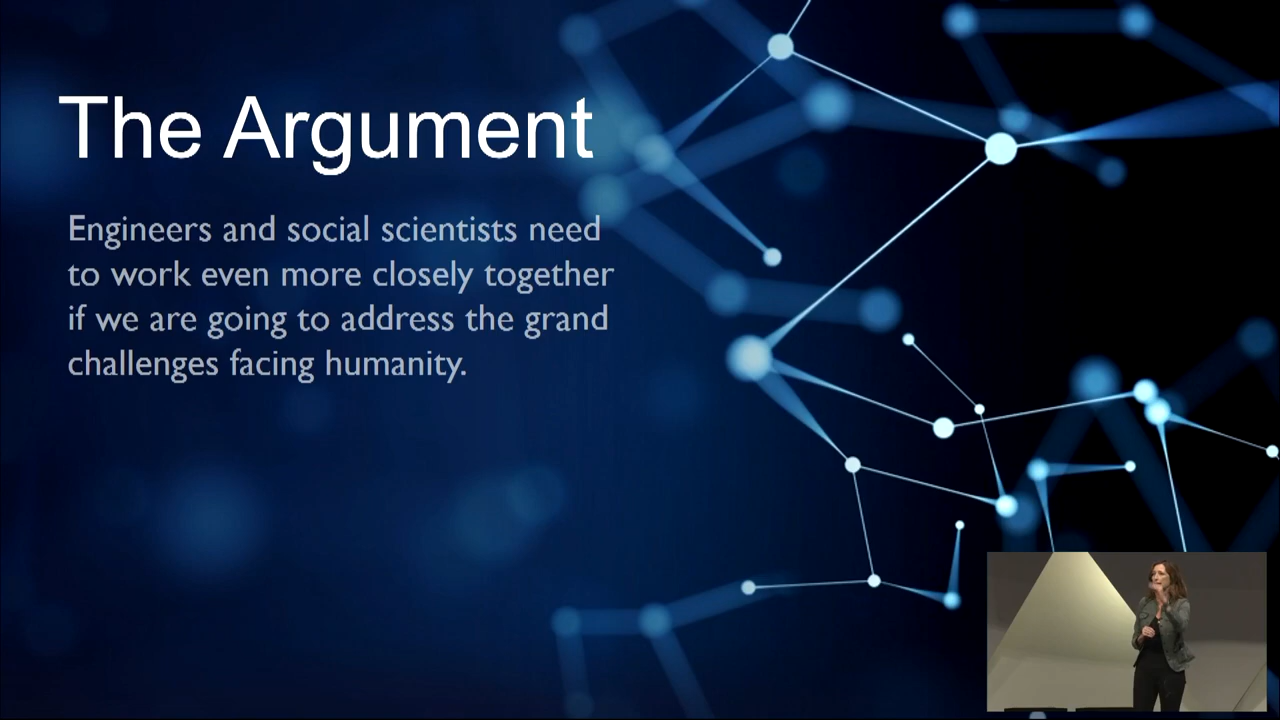 The Argument
Engineers and social scientists need
to work even more closely together
if we are going to address the grand
challenges facing humanity.